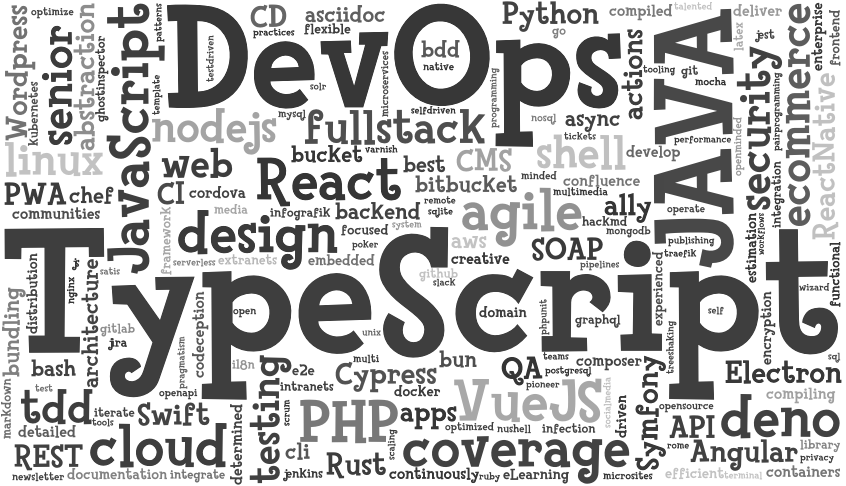 Wordpress
optimize
kubernetes
senior
abstraction
ghostinspector
JavaScript
patterns
template
DevOps
testdriven
CD
practices
asciidoc
flexible
solr
mysql
microservices
bdd
native
selfdriven
programming
Python
go
nosql
compiled
talented
actions
async
tickets
tooling
git
mocha
deliver
latex
jest
JAVA
performance
openminded
security
pairprogramming
integration
ecommerce
enterprise
frontend
ReactNative
linux
nodejs
fullstack
web
bucket
varnish
best
CMS
shell
develop
minded
confluence
PWA
chef
communities
CI
cordova
React
bitbucket
multimedia
framework
media
infografik
backend
remote
sqlite
agile
ally
hackmd
mongodb
operate
publishing
traefik
estimation
workflows
functional
design
focused
system
poker
serverless
extranets
embedded
aws
creative
SOAP
pipelines
github
slack
TypeScript
distribution
nginx
satis
architecture
bundling
gitlab
jra
bash
pragmatism
codeception
open
unix
domain
phpunit
graphql
experienced
treeshaking
self
encryption
wizard
sql
markdown
test
openapi
i18n
testing
e2e
multi
intranets
Cypress
docker
bun
QA
teams
postgresql
pioneer
composer
Symfony
Electron
compiling
tdd
iterate
tools
Swift
determined
scrum
PHP
scaling
apps
optimized
VueJS
nushell
infection
socialmedia
driven
opensource
API
deno
detailed
REST
cloud
cli
Rust
coverage
rome
Angular
library
privacy
newsletter
documentation
integrate
jenkins
continuously
ruby
eLearning
microsites
efficient
terminal
containers